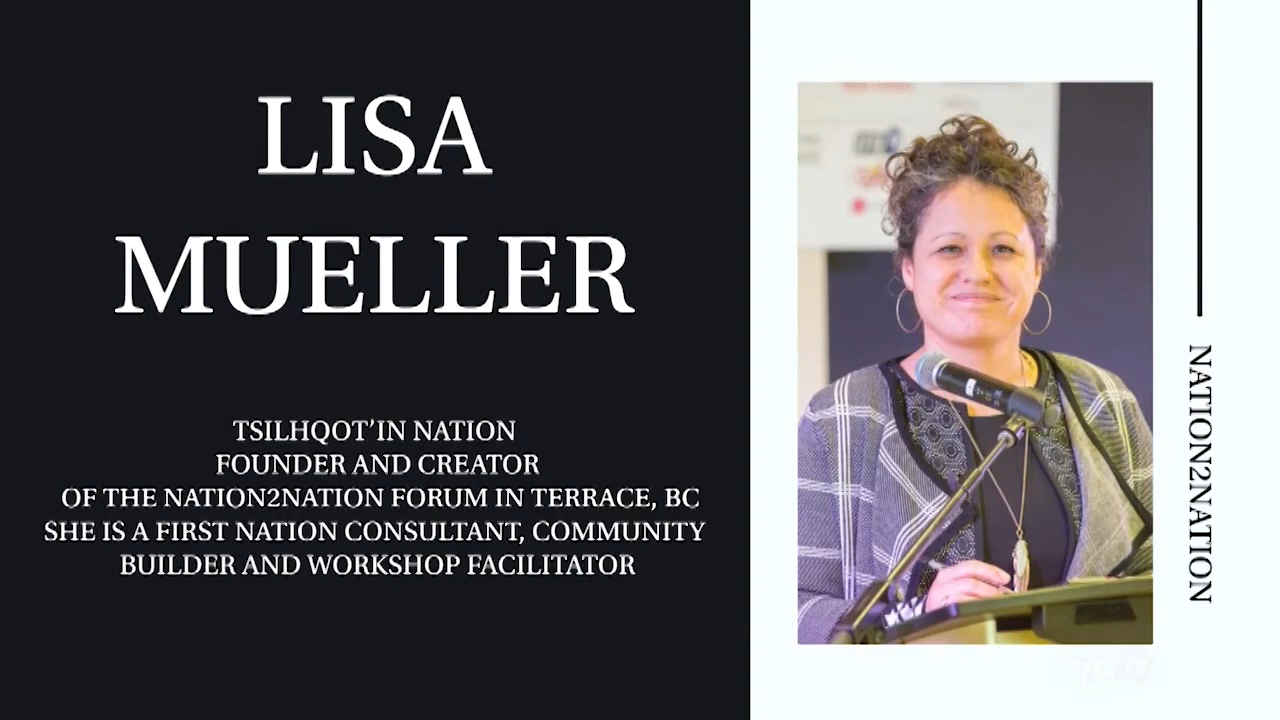 LISA
MUELLER
TSILHQOT'IN NATION
FOUNDER AND CREATOR
OF THE NATION2NATION FORUM IN TERRACE, BC
SHE IS A FIRST NATION CONSULTANT, COMMUNITY
BUILDER AND WORKSHOP FACILITATOR
NATION2NATION